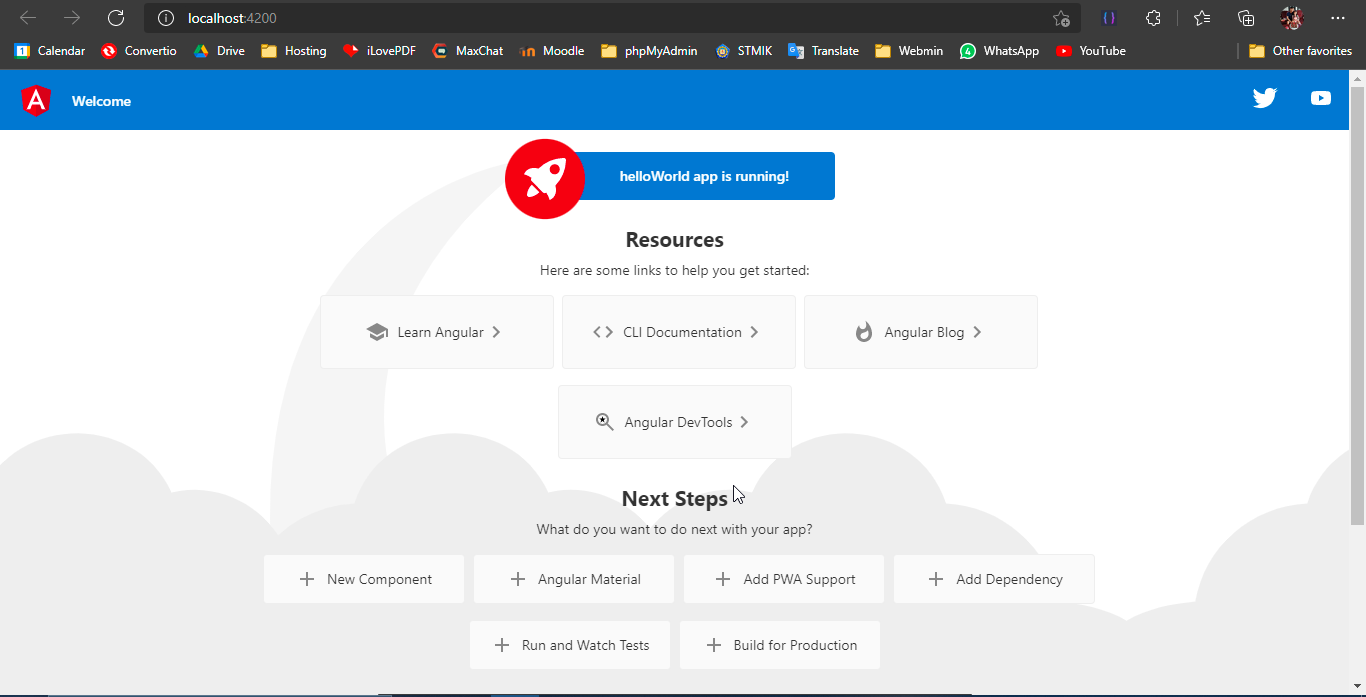 localhost:4200
1 Calendar Convertio Drive Hosting iLovePDF MaxChat Moodle phpMyAdmin STMIK Translate Webmin 4 WhatsApp YouTube Other favorites
A Welcome
helloWorld app is running!
Resources
Here are some links to help you get started:
Learn Angular CLI Documentation Angular Blog
Angular DevTools
Next Steps
What do you want to do next with your app?
New Component Angular Material Add PWA Support Add Dependency
Run and Watch Tests Build for Production